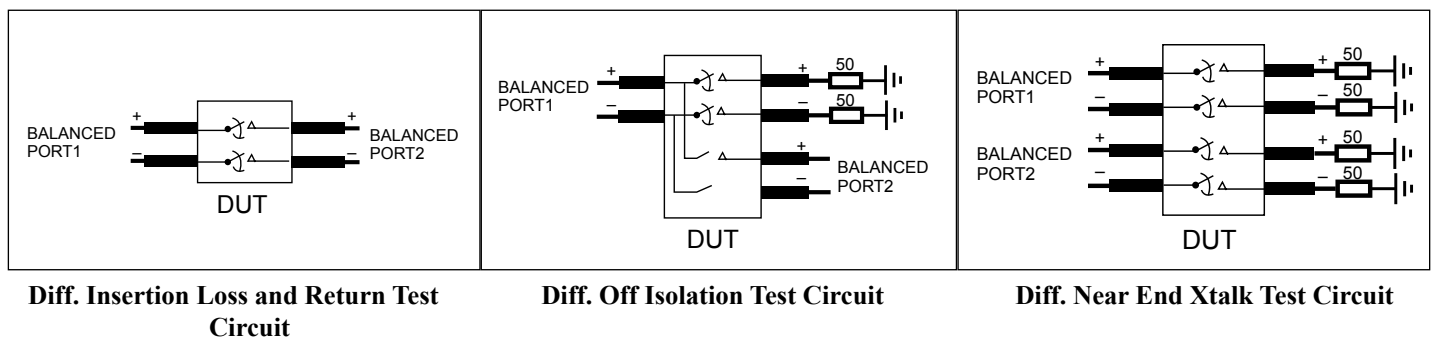 +
+
BALANCED
PORT1
BALANCED
PORT2
–
–
DUT
Diff. Insertion Loss and Return Test
Circuit
+
+
50
BALANCED
PORT1
–
–
50
+
BALANCED
PORT2
–
DUT
Diff. Off Isolation Test Circuit
+
+
50
BALANCED
PORT1
–
–
50
+
+
50
BALANCED
PORT2
–
–
50
DUT
Diff. Near End Xtalk Test Circuit